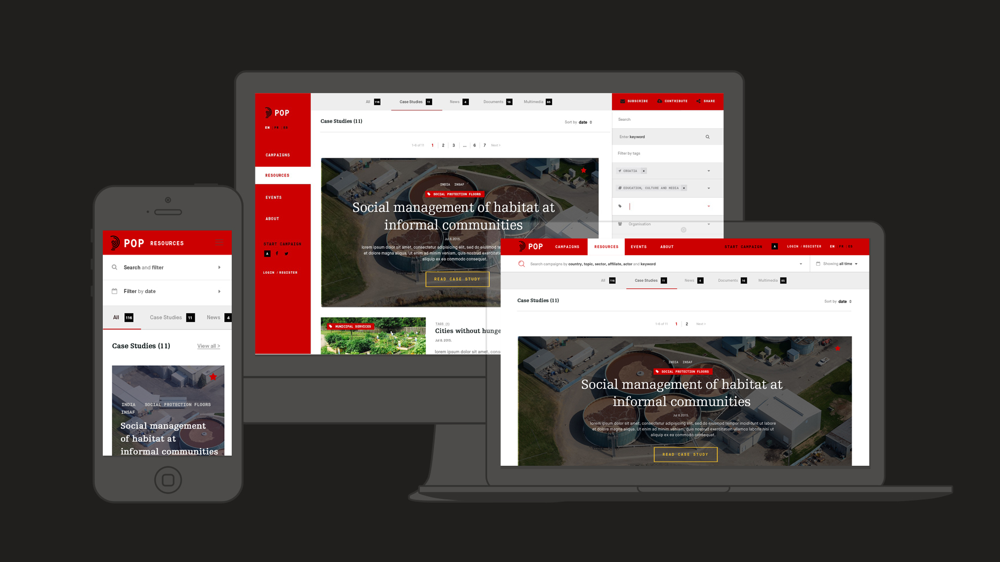 POP
EN | FR | ES
CAMPAIGNS
RESOURCES
EVENTS
ABOUT
START CAMPAIGN
A
LOGIN / REGISTER
All 116
Case Studies 11
News 4
Documents 16
Multimedia 85
Case Studies (11)
Sort by date
1-6 of 11 1 2 3 ... 6 7 Next >
INDIA INSAF
SOCIAL PROTECTION FLOORS
Social management of habitat at
informal communities
Jul 8.2015.
lorem ipsum dolor sit amet, consectetur adipisicing elit, sed do eiusmod te
et dolore magna aliqua. Ut enim ad minim veniam, quis nostrud exercitation
aliquip ex ea commodo consequat.
READ CASE STUDY
MUNICIPAL SERVICES
TAGS (1)
Cities without hunge
Jul 8. 2015.
lorem ipsum dolor sit amet, cons
SUBSCRIBE
CONTRIBUTE
SHARE
Search
Enter keyword
Filter by tags
CROATIA ×
# EDUCATION, CULTURE AND MEDIA ×
Organisation
POP RESOURCES
Search and filter
Filter by date
All 116 Case Studies 11 News 4
Case Studies (11)
View all >
INDIA SOCIAL PROTECTION FLOORS
INSAF
Social management
of habitat at
informal communities
POP CAMPAIGNS RESOURCES EVENTS ABOUT START CAMPAIGN A LOGIN / REGISTER EN | FR | ES
Search campaigns by country, topic, sector, affiliate, actor and keyword
Showing all time
All 116 Case Studies 11 News 4 Documents 16 Multimedia 85
Case Studies (11)
Sort by date
1-6 of 11 1 2 Next >
INDIA INSAF
SOCIAL PROTECTION FLOORS
Social management of habitat at
informal communities
Jul 8.2015.
lorem ipsum dolor sit amet, consectetur adipisicing elit, sed do eiusmod tempor incididunt ut labore
et dolore magna aliqua. Ut enim ad minim veniam, quis nostrud exercitation ullamco laboris nisi ut
aliquip ex ea commodo consequat.
READ CASE STUDY